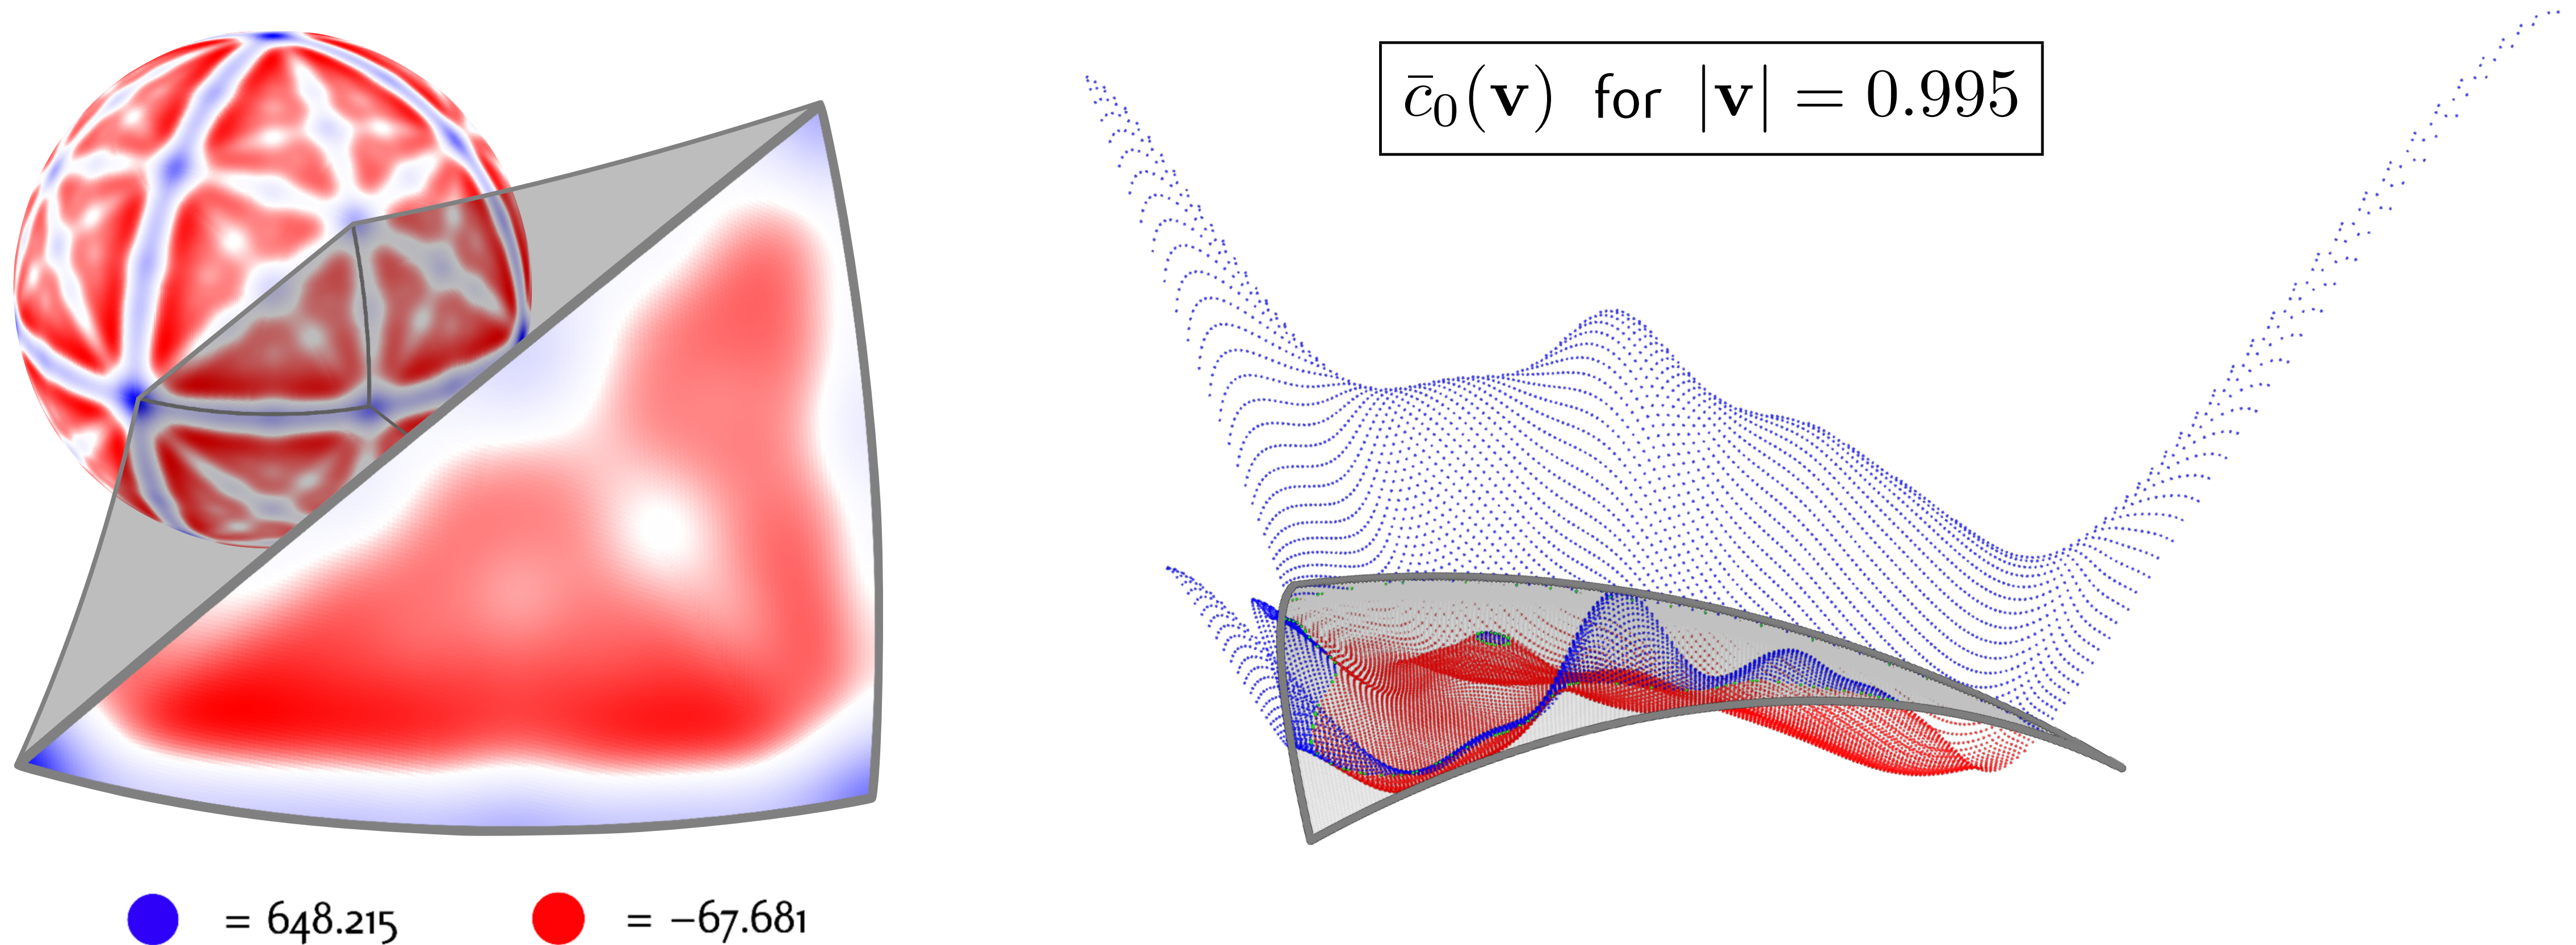 c̄₀(𝐯) for |𝐯| = 0.995
= 648.215
= −67.681